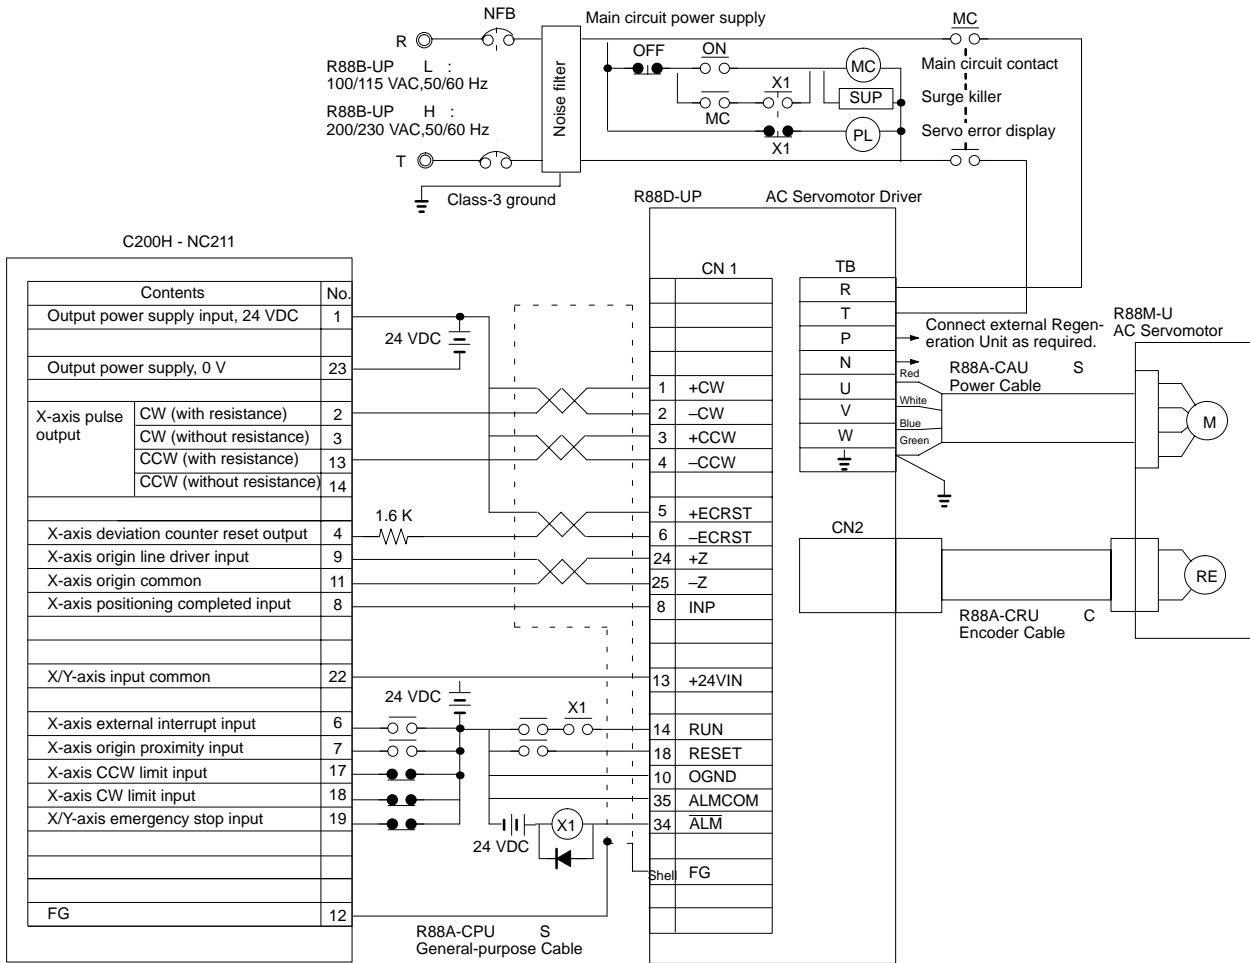 NFB
Main circuit power supply
MC
R
OFF
ON
R88B-UP L :
100/115 VAC,50/60 Hz
MC
Main circuit contact
X1
SUP
Surge killer
R88B-UP H :
200/230 VAC,50/60 Hz
Noise filter
MC
PL
Servo error display
X1
T
Class-3 ground
R88D-UP
AC Servomotor Driver
C200H - NC211
CN 1
TB
Contents No.
R
Output power supply input, 24 VDC 1
T
24 VDC
P
Connect external Regen-
eration Unit as required.
R88M-U
AC Servomotor
Output power supply, 0 V 23
N
Red
R88A-CAU S
Power Cable
1 +CW
U
White
X-axis pulse
output
CW (with resistance) 2
2 –CW
V
M
CW (without resistance) 3
3 +CCW
Blue
W
Green
CCW (with resistance) 13
4 –CCW
CCW (without resistance) 14
1.6 K
5 +ECRST
X-axis deviation counter reset output 4
6 –ECRST
CN2
X-axis origin line driver input 9
24 +Z
X-axis origin common 11
25 –Z
RE
X-axis positioning completed input 8
8 INP
R88A-CRU C
Encoder Cable
X/Y-axis input common 22
13 +24VIN
24 VDC
X1
X-axis external interrupt input 6
14 RUN
X-axis origin proximity input 7
18 RESET
X-axis CCW limit input 17
10 OGND
X-axis CW limit input 18
35 ALMCOM
X/Y-axis emergency stop input 19
X1
34 ALM
24 VDC
Shell FG
FG 12
R88A-CPU S
General-purpose Cable